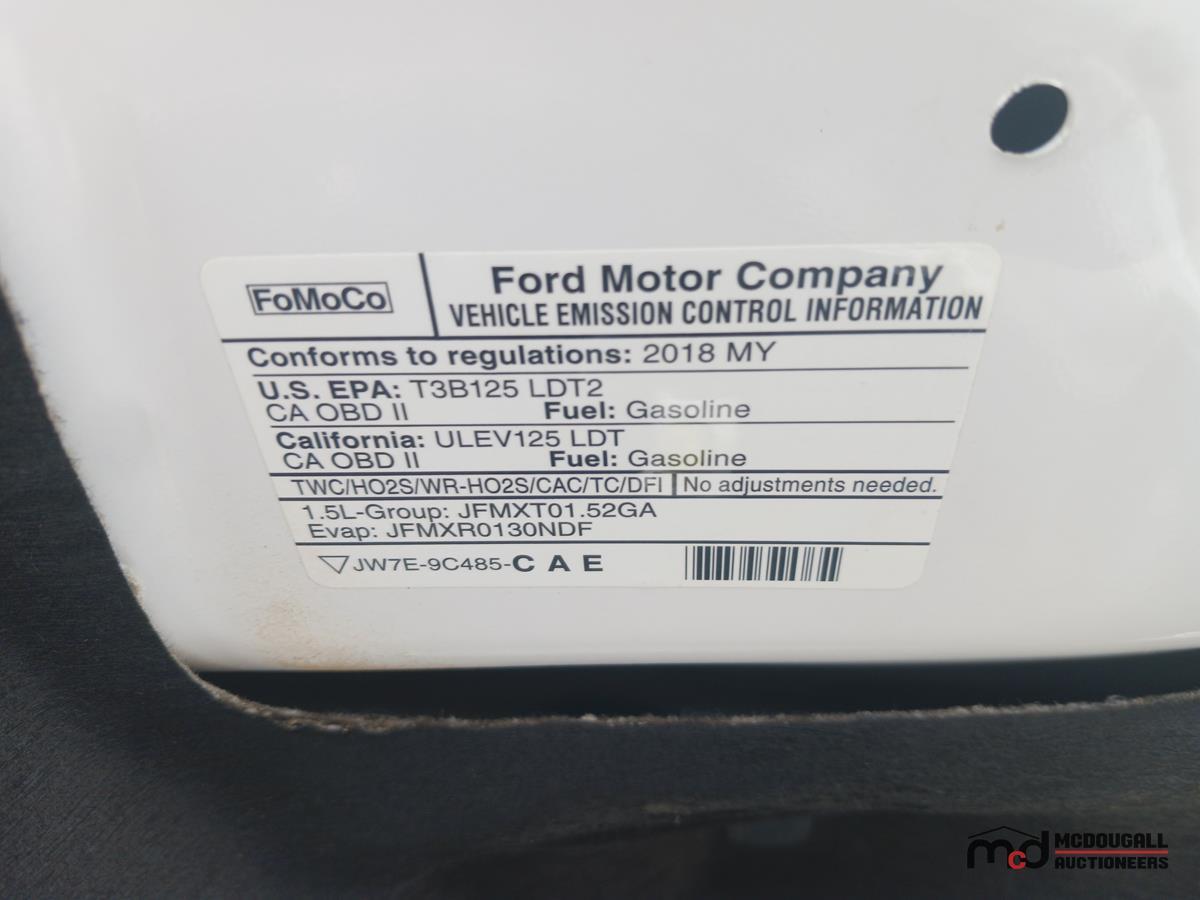 FoMoCo
Ford Motor Company
VEHICLE EMISSION CONTROL INFORMATION
Conforms to regulations: 2018 MY
U.S. EPA: T3B125 LDT2
CA OBD II Fuel: Gasoline
California: ULEV125 LDT
CA OBD II Fuel: Gasoline
TWC/HO2S/WR-HO2S/CAC/TC/DFI No adjustments needed.
1.5L-Group: JFMXT01.52GA
Evap: JFMXR0130NDF
JW7E-9C485-C A E
mcd MCDOUGALL
AUCTIONEERS